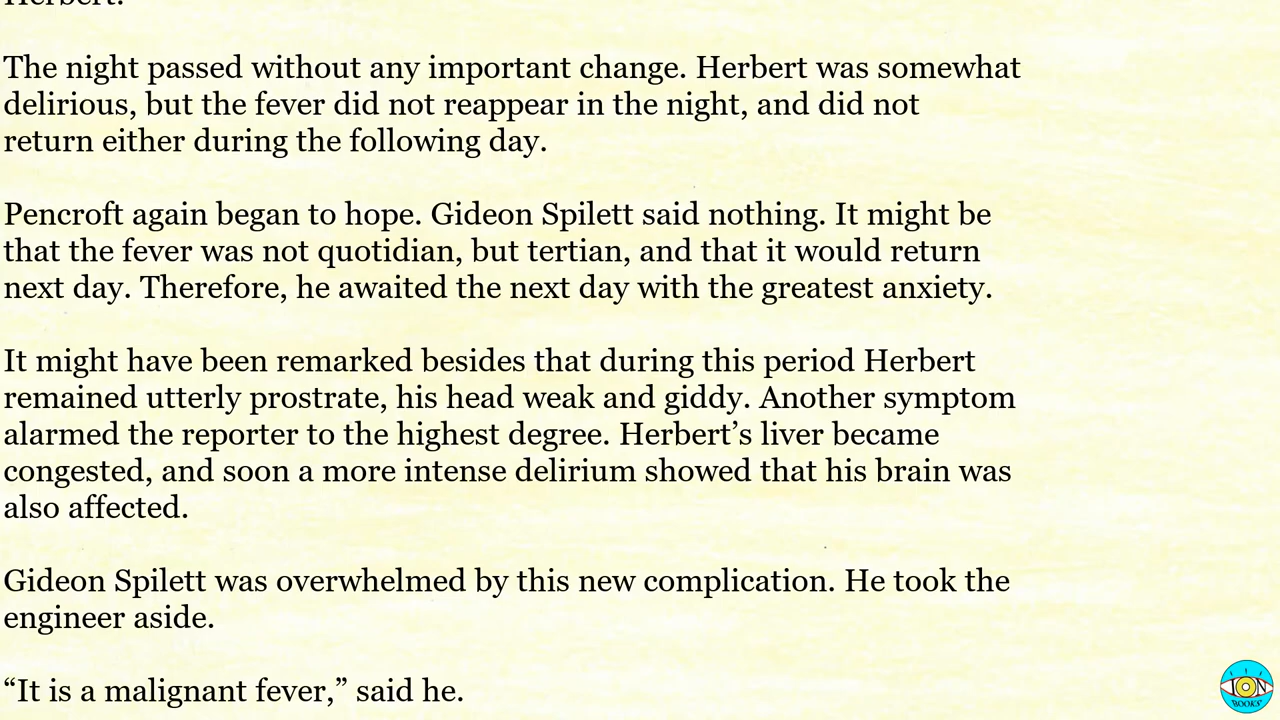 Herbert.
The night passed without any important change. Herbert was somewhat
delirious, but the fever did not reappear in the night, and did not
return either during the following day.
Pencroft again began to hope. Gideon Spilett said nothing. It might be
that the fever was not quotidian, but tertian, and that it would return
next day. Therefore, he awaited the next day with the greatest anxiety.
It might have been remarked besides that during this period Herbert
remained utterly prostrate, his head weak and giddy. Another symptom
alarmed the reporter to the highest degree. Herbert’s liver became
congested, and soon a more intense delirium showed that his brain was
also affected.
Gideon Spilett was overwhelmed by this new complication. He took the
engineer aside.
“It is a malignant fever,” said he.
ION
BOOKS